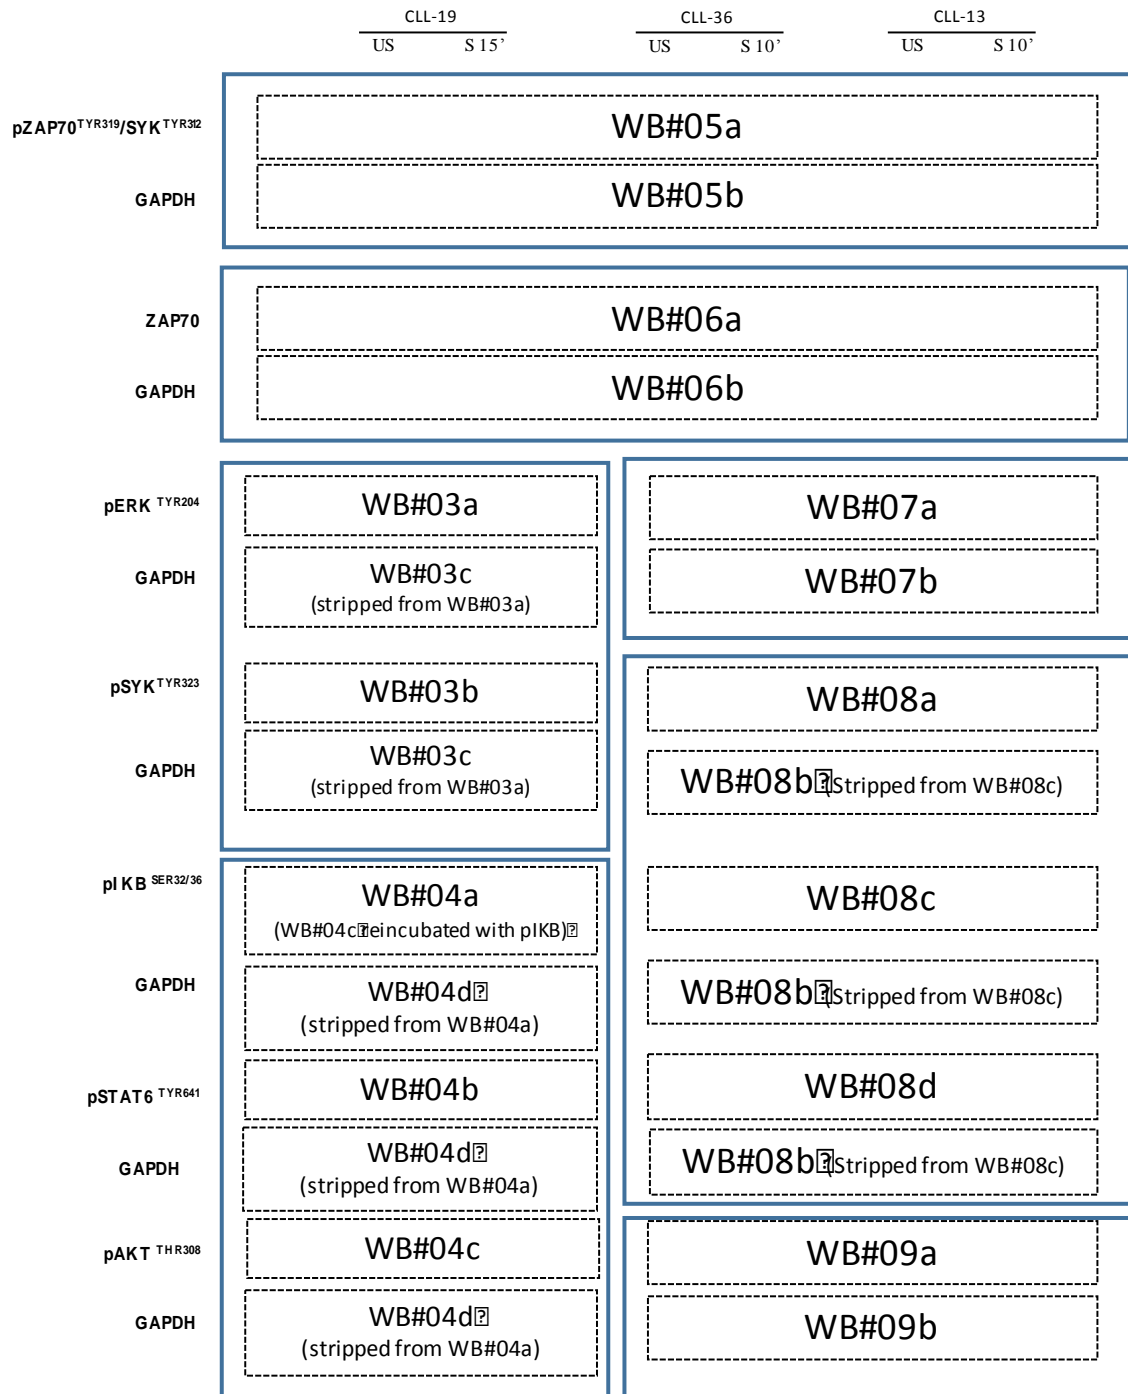 CLL-19 CLL-36 CLL-13
US S 15’ US S 10’ US S 10’
pZAP70TYR319/SYKTYR312 WB#05a
GAPDH WB#05b
ZAP70 WB#06a
GAPDH WB#06b
pERK TYR204 WB#03a WB#07a
GAPDH WB#03c WB#07b
(stripped from WB#03a)
pSYKTYR323 WB#03b WB#08a
GAPDH WB#03c WB#08b (Stripped from WB#08c)
(stripped from WB#03a)
pIKB SER32/36 WB#04a WB#08c
(WB#04c reincubated with pIKB)
GAPDH WB#04d WB#08b (Stripped from WB#08c)
(stripped from WB#04a)
pSTAT6 TYR641 WB#04b WB#08d
GAPDH WB#04d WB#08b (Stripped from WB#08c)
(stripped from WB#04a)
pAKT THR308 WB#04c WB#09a
GAPDH WB#04d WB#09b
(stripped from WB#04a)